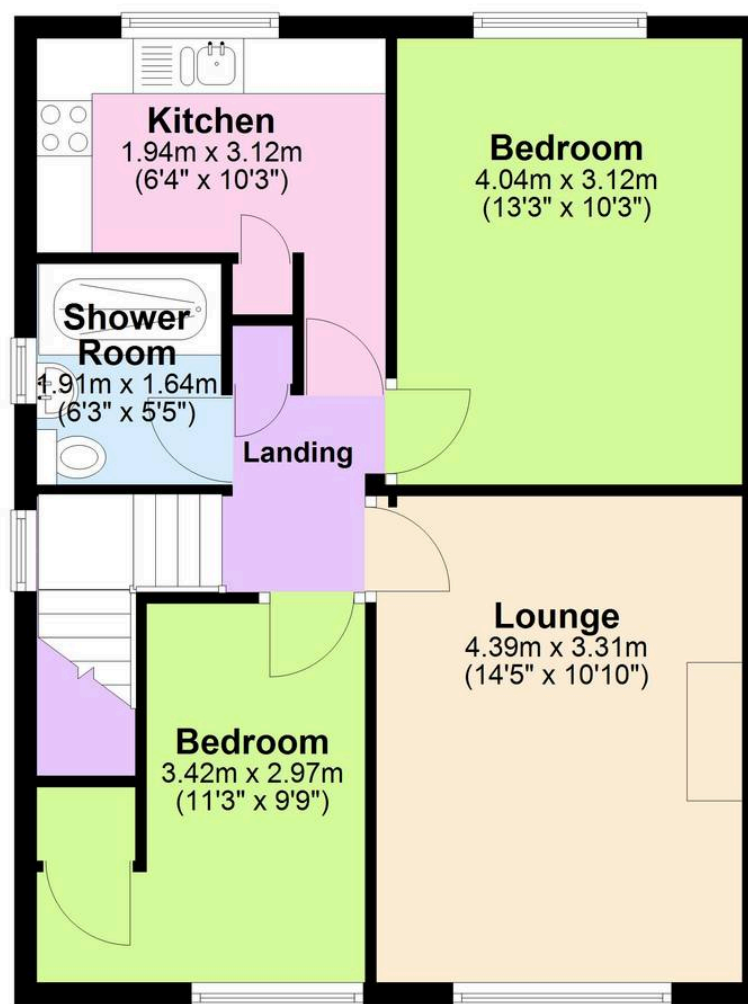 Kitchen
1.94m x 3.12m
(6'4" x 10'3")
Bedroom
4.04m x 3.12m
(13'3" x 10'3")
Shower
Room
1.91m x 1.64m
(6'3" x 5'5")
Landing
Lounge
4.39m x 3.31m
(14'5" x 10'10")
Bedroom
3.42m x 2.97m
(11'3" x 9'9")